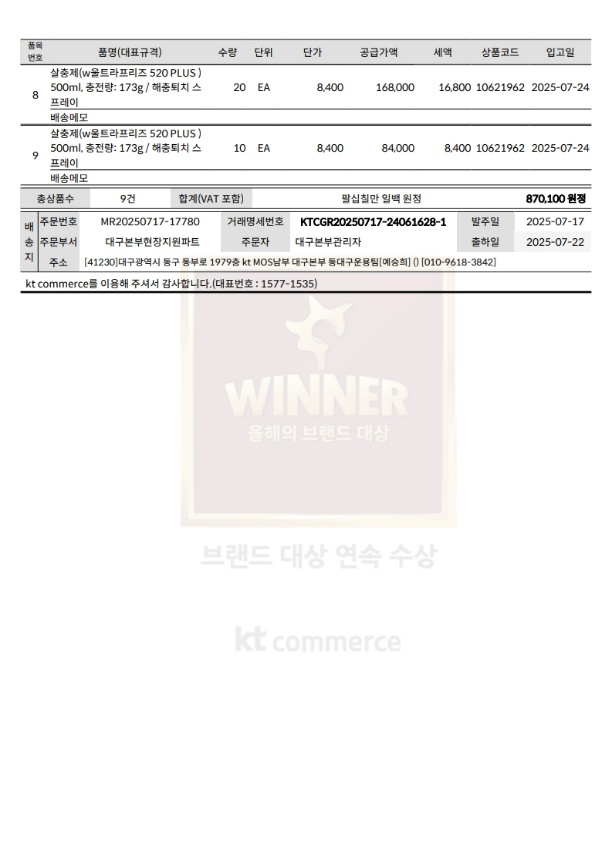 품목
번호
품명(대표규격) 수량 단위 단가 공급가액 세액 상품코드 입고일
살충제(w울트라프리즈 520 PLUS )
8 500ml, 충전량: 173g / 해충퇴치 스 20 EA 8,400 168,000 16,800 10621962 2025-07-24
프레이
배송메모
살충제(w울트라프리즈 520 PLUS )
9 500ml, 충전량: 173g / 해충퇴치 스 10 EA 8,400 84,000 8,400 10621962 2025-07-24
프레이
배송메모
총상품수 9건 합계(VAT 포함) 팔십칠만 일백 원정 870,100 원정
배송지
주문번호 MR20250717-17780 거래명세번호 KTCGR20250717-24061628-1 발주일 2025-07-17
주문부서 대구본부현장지원파트 주문자 대구본부관리자 출하일 2025-07-22
주소 [41230]대구광역시 동구 동부로 1979층 kt MOS남부 대구본부 동대구운용팀[예승희] () [010-9618-3842]
kt commerce를 이용해 주셔서 감사합니다.(대표번호 : 1577-1535)
WINNER
올해의 브랜드 대상
브랜드 대상 연속 수상
kt commerce